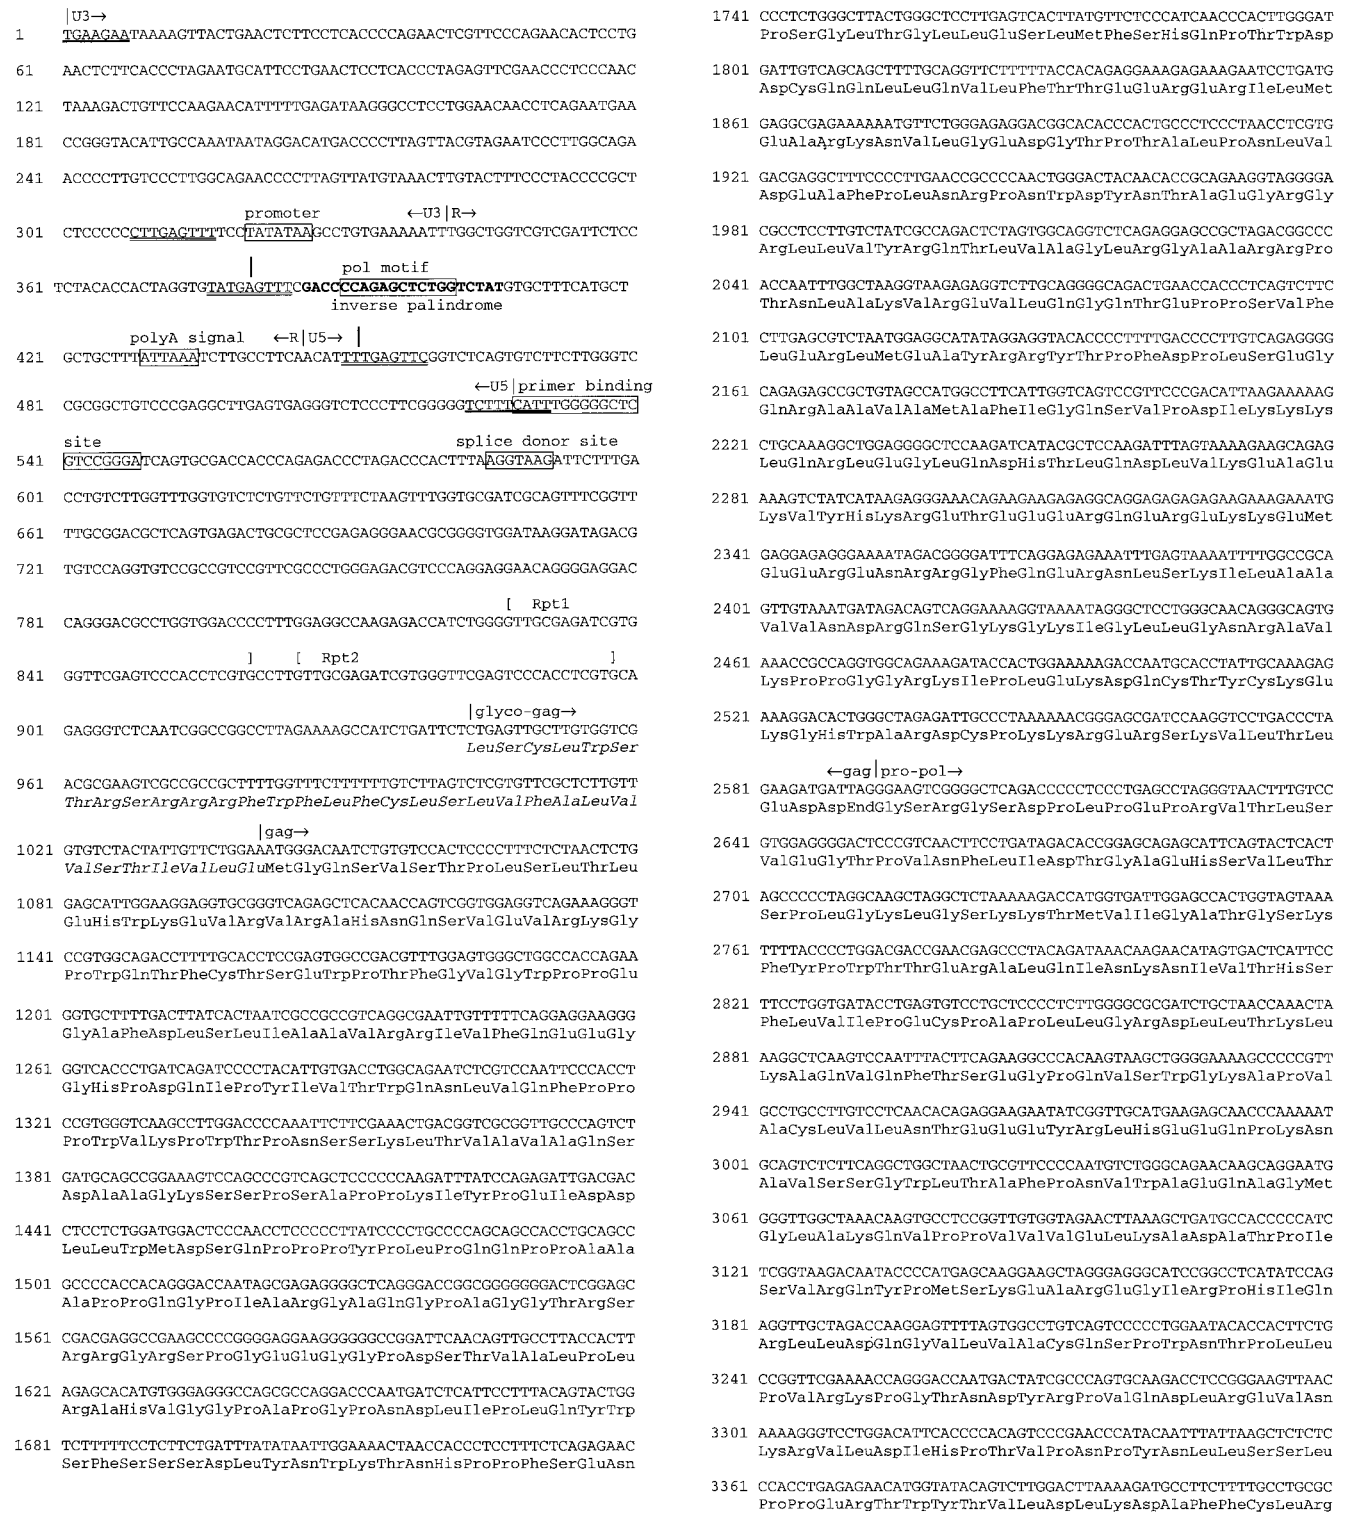 |U3→
1 TGAAGAATAAAAGTTACTGAACTCTTCCTCACCCCAGAACTCGTTCCCAGAACACTCCTG
61 AACTCTTCACCCTAGAATGCATTCCTGAACTCCTCACCCTAGAGTTCGAACCCTCCCAAC
121 TAAAGACTGTTCCAAGAACATTTTTGAGATAAGGGCCTCCTGGAACAACCTCAGAATGAA
181 CCGGGTACATTGCCAAATAATAGGACATGACCCCTTAGTTACGTAGAATCCCTTGGCAGA
241 ACCCCTTGTCCCTTGGCAGAACCCCTTAGTTATGTAAACTTGTACTTTCCCTACCCCGCT
promoter ←U3|R→
301 CTCCCCCCTTGAGTTTTCCTATATAAGCCTGTGAAAAATTTGGCTGGTCGTCGATTCTCC
| pol motif
361 TCTACACCACTAGGTGTATGAGTTTCGACCCCAGAGCTCTGGTCTATGTGCTTTCATGCT
inverse palindrome
polyA signal ←R|U5→ |
421 GCTGCTTTATTAAATCTTGCCTTCAACATTTTGAGTTCGGTCTCAGTGTCTTCTTGGGTC
←U5|primer binding
481 CGCGGCTGTCCCGAGGCTTGAGTGAGGGTCTCCCTTCGGGGGTCTTTCATTTGGGGGCTC
site splice donor site
541 GTCCGGGATCAGTGCGACCACCCAGAGACCCTAGACCCACTTTAAGGTAAGATTCTTTGA
601 CCTGTCTTGGTTTGGTGTCTCTGTTCTGTTTCTAAGTTTGGTGCGATCGCAGTTTCGGTT
661 TTGCGGACGCTCAGTGAGACTGCGCTCCGAGAGGGAACGCGGGGTGGATAAGGATAGACG
721 TGTCCAGGTGTCCGCCGTCCGTTCGCCCTGGGAGACGTCCCAGGAGGAACAGGGGAGGAC
[ Rpt1
781 CAGGGACGCCTGGTGGACCCCTTTGGAGGCCAAGAGACCATCTGGGGTTGCGAGATCGTG
] [ Rpt2 ]
841 GGTTCGAGTCCCACCTCGTGCCTTGTTGCGAGATCGTGGGTTCGAGTCCCACCTCGTGCA
|glyco-gag→
901 GAGGGTCTCAATCGGCCGGCCTTAGAAAAGCCATCTGATTCTCTGAGTTGCTTGTGGTCG
LeuSerCysLeuTrpSer
961 ACGCGAAGTCGCCGCCGCTTTTGGTTTCTTTTTTGTCTTAGTCTCGTGTTCGCTCTTGTT
ThrArgSerArgArgArgPheTrpPheLeuPheCysLeuSerLeuValPheAlaLeuVal
|gag→
1021 GTGTCTACTATTGTTCTGGAAATGGGACAATCTGTGTCCACTCCCCTTTCTCTAACTCTG
ValSerThrIleValLeuGluMetGlyGlnSerValSerThrProLeuSerLeuThrLeu
1081 GAGCATTGGAAGGAGGTGCGGGTCAGAGCTCACAACCAGTCGGTGGAGGTCAGAAAGGGT
GluHisTrpLysGluValArgValArgAlaHisAsnGlnSerValGluValArgLysGly
1141 CCGTGGCAGACCTTTTGCACCTCCGAGTGGCCGACGTTTGGAGTGGGCTGGCCACCAGAA
ProTrpGlnThrPheCysThrSerGluTrpProThrPheGlyValGlyTrpProProGlu
1201 GGTGCTTTTGACTTATCACTAATCGCCGCCGTCAGGCGAATTGTTTTTCAGGAGGAAGGG
GlyAlaPheAspLeuSerLeuIleAlaAlaValArgArgIleValPheGlnGluGluGly
1261 GGTCACCCTGATCAGATCCCCTACATTGTGACCTGGCAGAATCTCGTCCAATTCCCACCT
GlyHisProAspGlnIleProTyrIleValThrTrpGlnAsnLeuValGlnPheProPro
1321 CCGTGGGTCAAGCCTTGGACCCCAAATTCTTCGAAACTGACGGTCGCGGTTGCCCAGTCT
ProTrpValLysProTrpThrProAsnSerSerLysLeuThrValAlaValAlaGlnSer
1381 GATGCAGCCGGAAAGTCCAGCCCGTCAGCTCCCCCCAAGATTTATCCAGAGATTGACGAC
AspAlaAlaGlyLysSerSerProSerAlaProProLysIleTyrProGluIleAspAsp
1441 CTCCTCTGGATGGACTCCCAACCTCCCCCTTATCCCCTGCCCCAGCAGCCACCTGCAGCC
LeuLeuTrpMetAspSerGlnProProProTyrProLeuProGlnGlnProProAlaAla
1501 GCCCCACCACAGGGACCAATAGCGAGAGGGGCTCAGGGACCGGCGGGGGGGACTCGGAGC
AlaProProGlnGlyProIleAlaArgGlyAlaGlnGlyProAlaGlyGlyThrArgSer
1561 CGACGAGGCCGAAGCCCCGGGGAGGAAGGGGGGCCGGATTCAACAGTTGCCTTACCACTT
ArgArgGlyArgSerProGlyGluGluGlyGlyProAspSerThrValAlaLeuProLeu
1621 AGAGCACATGTGGGAGGGCCAGCGCCAGGACCCAATGATCTCATTCCTTTACAGTACTGG
ArgAlaHisValGlyGlyProAlaProGlyProAsnAspLeuIleProLeuGlnTyrTrp
1681 TCTTTTTCCTCTTCTGATTTATATAATTGGAAAACTAACCACCCTCCTTTCTCAGAGAAC
SerPheSerSerSerAspLeuTyrAsnTrpLysThrAsnHisProProPheSerGluAsn
1741 CCCTCTGGGCTTACTGGGCTCCTTGAGTCACTTATGTTCTCCCATCAACCCACTTGGGAT
ProSerGlyLeuThrGlyLeuLeuGluSerLeuMetPheSerHisGlnProThrTrpAsp
1801 GATTGTCAGCAGCTTTTGCAGGTTCTTTTTACCACAGAGGAAAGAGAAAGAATCCTGATG
AspCysGlnGlnLeuLeuGlnValLeuPheThrThrGluGluArgGluArgIleLeuMet
1861 GAGGCGAGAAAAAATGTTCTGGGAGAGGACGGCACACCCACTGCCCTCCCTAACCTCGTG
GluAlaArgLysAsnValLeuGlyGluAspGlyThrProThrAlaLeuProAsnLeuVal
1921 GACGAGGCTTTCCCCTTGAACCGCCCCAACTGGGACTACAACACCGCAGAAGGTAGGGGA
AspGluAlaPheProLeuAsnArgProAsnTrpAspTyrAsnThrAlaGluGlyArgGly
1981 CGCCTCCTTGTCTATCGCCAGACTCTAGTGGCAGGTCTCAGAGGAGCCGCTAGACGGCCC
ArgLeuLeuValTyrArgGlnThrLeuValAlaGlyLeuArgGlyAlaAlaArgArgPro
2041 ACCAATTTGGCTAAGGTAAGAGAGGTCTTGCAGGGGCAGACTGAACCACCCTCAGTCTTC
ThrAsnLeuAlaLysValArgGluValLeuGlnGlyGlnThrGluProProSerValPhe
2101 CTTGAGCGTCTAATGGAGGCATATAGGAGGTACACCCCTTTTGACCCCTTGTCAGAGGGG
LeuGluArgLeuMetGluAlaTyrArgArgTyrThrProPheAspProLeuSerGluGly
2161 CAGAGAGCCGCTGTAGCCATGGCCTTCATTGGTCAGTCCGTTCCCGACATTAAGAAAAAG
GlnArgAlaAlaValAlaMetAlaPheIleGlyGlnSerValProAspIleLysLysLys
2221 CTGCAAAGGCTGGAGGGGCTCCAAGATCATACGCTCCAAGATTTAGTAAAAGAAGCAGAG
LeuGlnArgLeuGluGlyLeuGlnAspHisThrLeuGlnAspLeuValLysGluAlaGlu
2281 AAAGTCTATCATAAGAGGGAAACAGAAGAAGAGAGGCAGGAGAGAGAGAAGAAAGAAATG
LysValTyrHisLysArgGluThrGluGluGluArgGlnGluArgGluLysLysGluMet
2341 GAGGAGAGGGAAAATAGACGGGGATTTCAGGAGAGAAATTTGAGTAAAATTTTGGCCGCA
GluGluArgGluAsnArgArgGlyPheGlnGluArgAsnLeuSerLysIleLeuAlaAla
2401 GTTGTAAATGATAGACAGTCAGGAAAAGGTAAAATAGGGCTCCTGGGCAACAGGGCAGTG
ValValAsnAspArgGlnSerGlyLysGlyLysIleGlyLeuLeuGlyAsnArgAlaVal
2461 AAACCGCCAGGTGGCAGAAAGATACCACTGGAAAAAGACCAATGCACCTATTGCAAAGAG
LysProProGlyGlyArgLysIleProLeuGluLysAspGlnCysThrTyrCysLysGlu
2521 AAAGGACACTGGGCTAGAGATTGCCCTAAAAAACGGGAGCGATCCAAGGTCCTGACCCTA
LysGlyHisTrpAlaArgAspCysProLysLysArgGluArgSerLysValLeuThrLeu
←gag|pro-pol→
2581 GAAGATGATTAGGGAAGTCGGGGCTCAGACCCCCTCCCTGAGCCTAGGGTAACTTTGTCC
GluAspAspEndGlySerArgGlySerAspProLeuProGluProArgValThrLeuSer
2641 GTGGAGGGGACTCCCGTCAACTTCCTGATAGACACCGGAGCAGAGCATTCAGTACTCACT
ValGluGlyThrProValAsnPheLeuIleAspThrGlyAlaGluHisSerValLeuThr
2701 AGCCCCCTAGGCAAGCTAGGCTCTAAAAAGACCATGGTGATTGGAGCCACTGGTAGTAAA
SerProLeuGlyLysLeuGlySerLysLysThrMetValIleGlyAlaThrGlySerLys
2761 TTTTACCCCTGGACGACCGAACGAGCCCTACAGATAAACAAGAACATAGTGACTCATTCC
PheTyrProTrpThrThrGluArgAlaLeuGlnIleAsnLysAsnIleValThrHisSer
2821 TTCCTGGTGATACCTGAGTGTCCTGCTCCCCTCTTGGGGCGCGATCTGCTAACCAAACTA
PheLeuValIleProGluCysProAlaProLeuLeuGlyArgAspLeuLeuThrLysLeu
2881 AAGGCTCAAGTCCAATTTACTTCAGAAGGCCCACAAGTAAGCTGGGGAAAAGCCCCCGTT
LysAlaGlnValGlnPheThrSerGluGlyProGlnValSerTrpGlyLysAlaProVal
2941 GCCTGCCTTGTCCTCAACACAGAGGAAGAATATCGGTTGCATGAAGAGCAACCCAAAAAT
AlaCysLeuValLeuAsnThrGluGluGluTyrArgLeuHisGluGluGlnProLysAsn
3001 GCAGTCTCTTCAGGCTGGCTAACTGCGTTCCCCAATGTCTGGGCAGAACAAGCAGGAATG
AlaValSerSerGlyTrpLeuThrAlaPheProAsnValTrpAlaGluGlnAlaGlyMet
3061 GGGTTGGCTAAACAAGTGCCTCCGGTTGTGGTAGAACTTAAAGCTGATGCCACCCCCATC
GlyLeuAlaLysGlnValProProValValValGluLeuLysAlaAspAlaThrProIle
3121 TCGGTAAGACAATACCCCATGAGCAAGGAAGCTAGGGAGGGCATCCGGCCTCATATCCAG
SerValArgGlnTyrProMetSerLysGluAlaArgGluGlyIleArgProHisIleGln
3181 AGGTTGCTAGACCAAGGAGTTTTAGTGGCCTGTCAGTCCCCCTGGAATACACCACTTCTG
ArgLeuLeuAspGlnGlyValLeuValAlaCysGlnSerProTrpAsnThrProLeuLeu
3241 CCGGTTCGAAAACCAGGGACCAATGACTATCGCCCAGTGCAAGACCTCCGGGAAGTTAAC
ProValArgLysProGlyThrAsnAspTyrArgProValGlnAspLeuArgGluValAsn
3301 AAAAGGGTCCTGGACATTCACCCCACAGTCCCGAACCCATACAATTTATTAAGCTCTCTC
LysArgValLeuAspIleHisProThrValProAsnProTyrAsnLeuLeuSerSerLeu
3361 CCACCTGAGAGAACATGGTATACAGTCTTGGACTTAAAAGATGCCTTCTTTTGCCTGCGC
ProProGluArgThrTrpTyrThrValLeuAspLeuLysAspAlaPhePheCysLeuArg